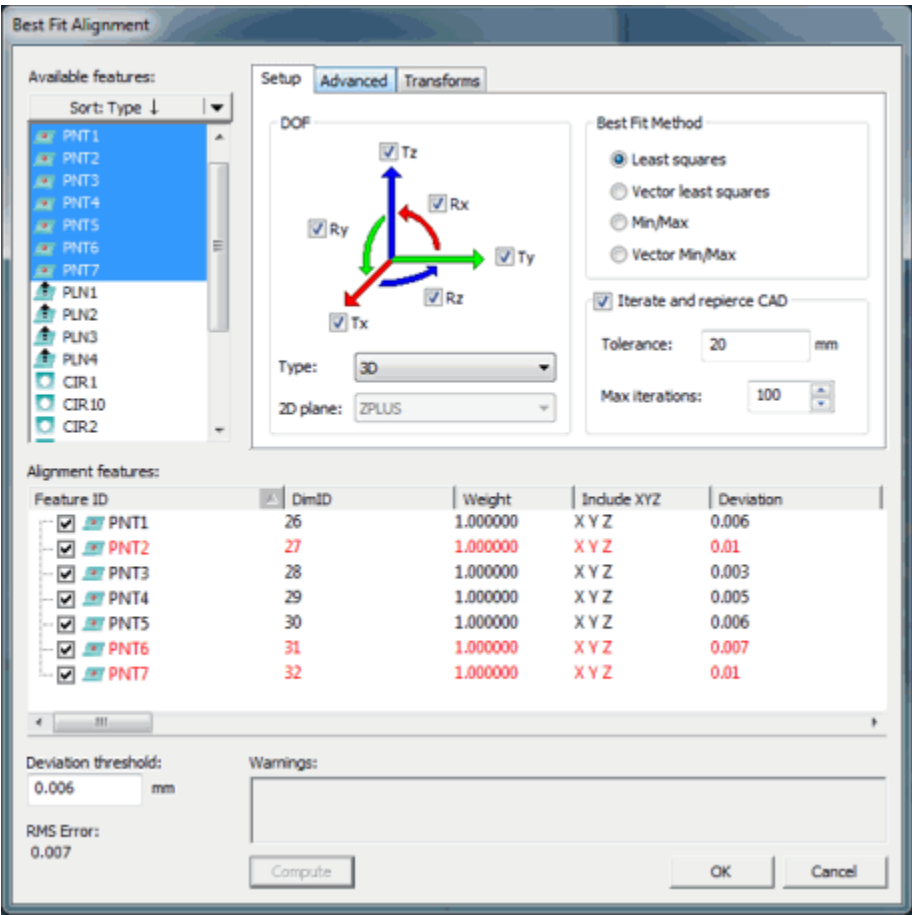 Best Fit Alignment
Available features:
Sort: Type ↓
PNT1
PNT2
PNT3
PNT4
PNT5
PNT6
PNT7
PLN1
PLN2
PLN3
PLN4
CIR1
CIR10
CIR2
Setup Advanced Transforms
DOF
Tz
Rx
Ry
Ty
Rz
Tx
Type: 3D
2D plane: ZPLUS
Best Fit Method
Least squares
Vector least squares
Min/Max
Vector Min/Max
Iterate and repierce CAD
Tolerance: 20 mm
Max iterations: 100
Alignment features:
Feature ID DimID Weight Include XYZ Deviation
PNT1 26 1.000000 X Y Z 0.006
PNT2 27 1.000000 X Y Z 0.01
PNT3 28 1.000000 X Y Z 0.003
PNT4 29 1.000000 X Y Z 0.005
PNT5 30 1.000000 X Y Z 0.006
PNT6 31 1.000000 X Y Z 0.007
PNT7 32 1.000000 X Y Z 0.01
Deviation threshold:
0.006 mm
RMS Error:
0.007
Warnings:
Compute OK Cancel